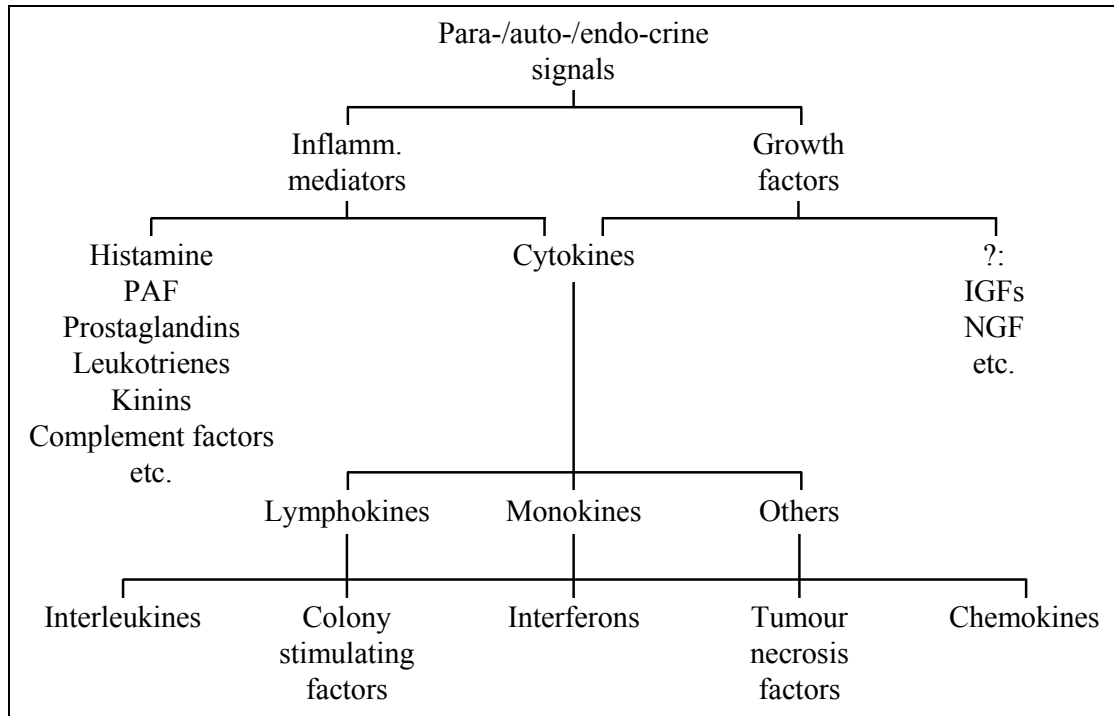 Para-/auto-/endo-crine
signals
Inflamm.
mediators
Growth
factors
Histamine
PAF
Prostaglandins
Leukotrienes
Kinins
Complement factors
etc.
Cytokines
?:
IGFs
NGF
etc.
Lymphokines
Monokines
Others
Interleukines
Colony
stimulating
factors
Interferons
Tumour
necrosis
factors
Chemokines